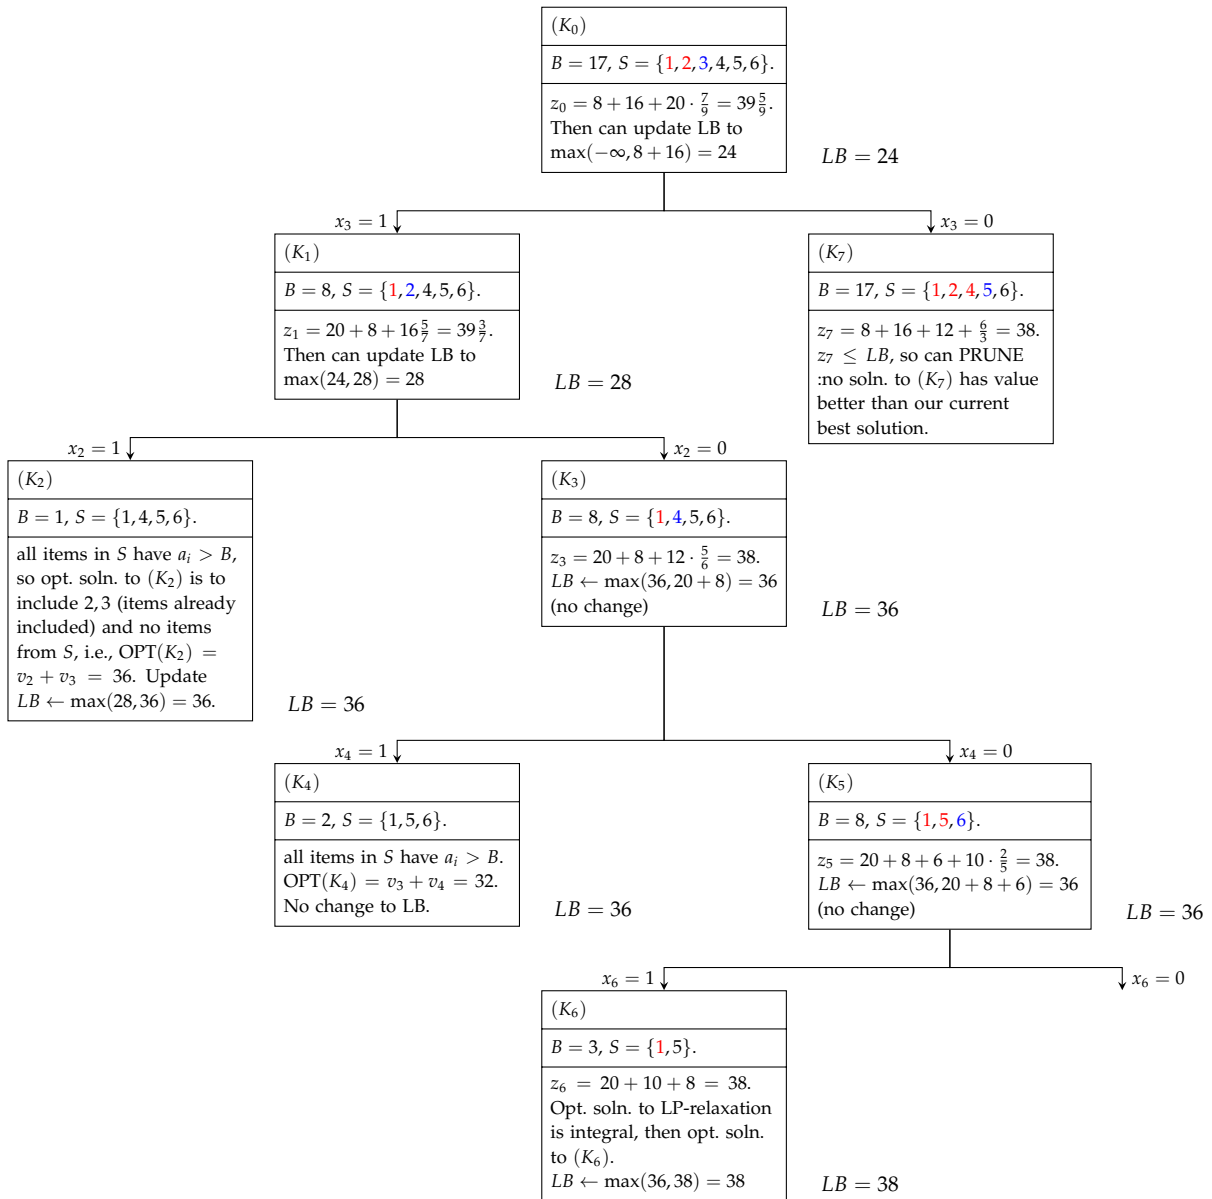 (K₀)
B = 17, S = {1, 2, 3, 4, 5, 6}.
z₀ = 8 + 16 + 20 · 7/9 = 39 5/9.
Then can update LB to
max(−∞, 8 + 16) = 24
LB = 24
x₃ = 1
x₃ = 0
(K₁)
B = 8, S = {1, 2, 4, 5, 6}.
z₁ = 20 + 8 + 16 5/7 = 39 3/7.
Then can update LB to
max(24, 28) = 28
LB = 28
(K₇)
B = 17, S = {1, 2, 4, 5, 6}.
z₇ = 8 + 16 + 12 + 6/3 = 38.
z₇ ≤ LB, so can PRUNE
:no soln. to (K₇) has value
better than our current
best solution.
x₂ = 1
x₂ = 0
(K₂)
B = 1, S = {1, 4, 5, 6}.
all items in S have aᵢ > B,
so opt. soln. to (K₂) is to
include 2, 3 (items already
included) and no items
from S, i.e., OPT(K₂) =
v₂ + v₃ = 36. Update
LB ← max(28, 36) = 36.
LB = 36
(K₃)
B = 8, S = {1, 4, 5, 6}.
z₃ = 20 + 8 + 12 · 5/6 = 38.
LB ← max(36, 20 + 8) = 36
(no change)
LB = 36
x₄ = 1
x₄ = 0
(K₄)
B = 2, S = {1, 5, 6}.
all items in S have aᵢ > B.
OPT(K₄) = v₃ + v₄ = 32.
No change to LB.
LB = 36
(K₅)
B = 8, S = {1, 5, 6}.
z₅ = 20 + 8 + 6 + 10 · 2/5 = 38.
LB ← max(36, 20 + 8 + 6) = 36
(no change)
LB = 36
x₆ = 1
x₆ = 0
(K₆)
B = 3, S = {1, 5}.
z₆ = 20 + 10 + 8 = 38.
Opt. soln. to LP-relaxation
is integral, then opt. soln.
to (K₆).
LB ← max(36, 38) = 38
LB = 38